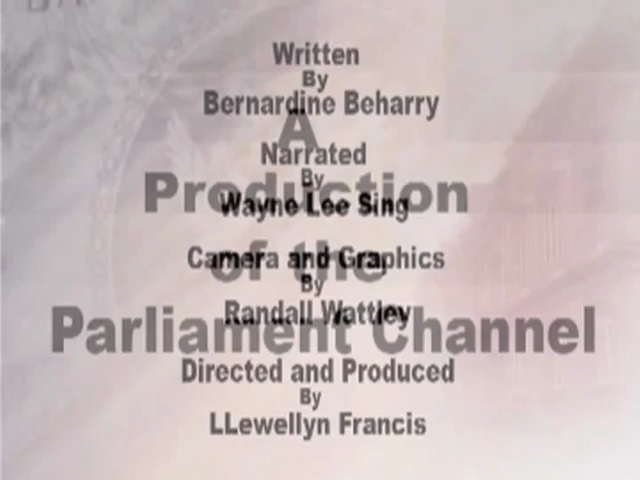 Written
By
Bernardine Beharry
A
Narrated
By
Production
Wayne Lee Sing
Camera and Graphics
of the
By
Randall Wattley
Parliament Channel
Directed and Produced
By
LLewellyn Francis